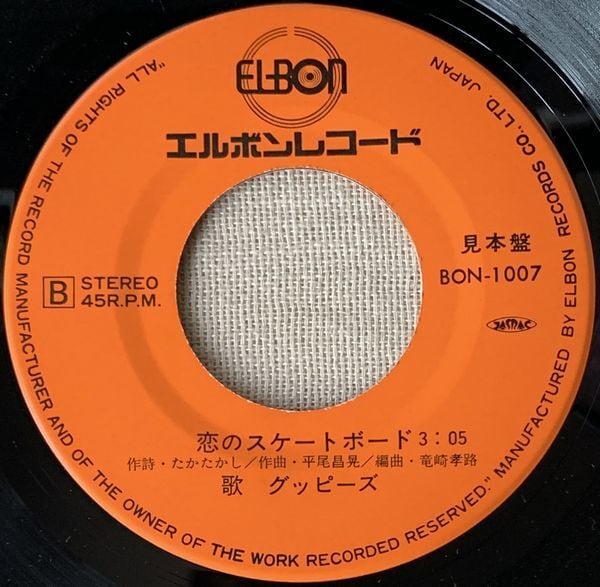 ELBON
エルボンレコード
見本盤
BON-1007
B
STEREO
45R.P.M.
JASRAC
恋のスケートボード 3:05
作詩・たかたかし／作曲・平尾昌晃／編曲・竜崎孝路
歌 グッピーズ
"ALL RIGHTS OF THE RECORD MANUFACTURER AND OF THE OWNER OF THE WORK RECORDED RESERVED." MANUFACTURED BY ELBON RECORDS CO., LTD. JAPAN